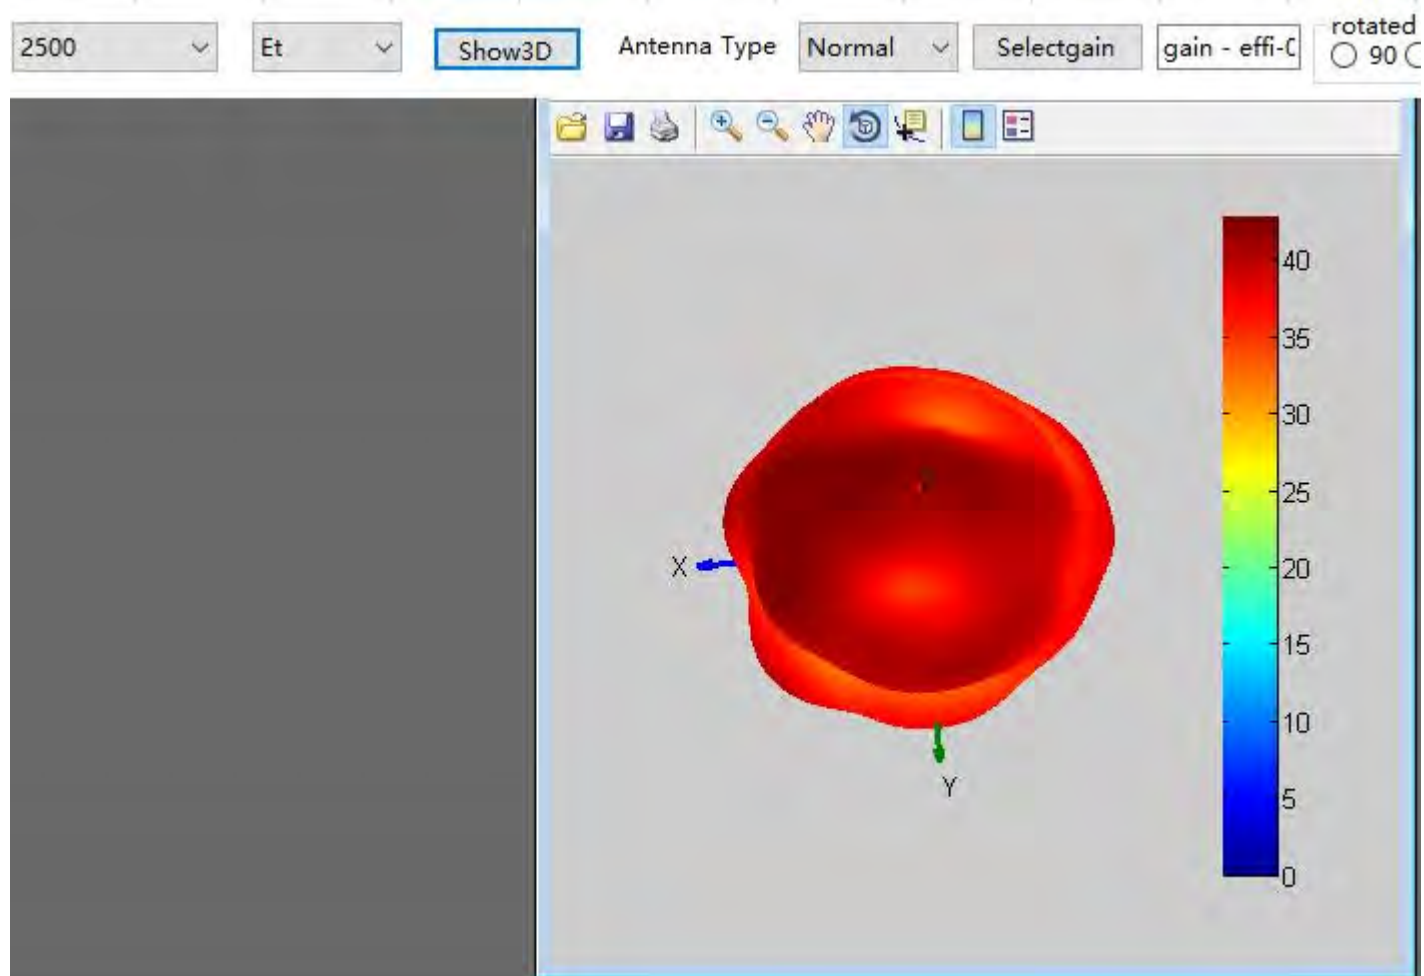 2500
Et
Show3D
Antenna Type
Normal
Selectgain
gain - effi-C
rotated
90
40
35
30
25
20
15
10
5
0
X
Y